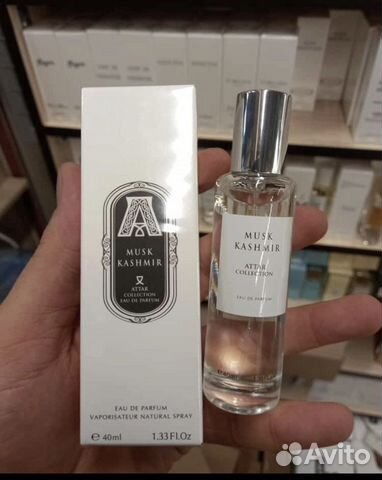 A
MUSK
KASHMIR
ATTAR
COLLECTION
EAU DE PARFUM
EAU DE PARFUM
VAPORISATEUR NATURAL SPRAY
e 40ml 1.33 Fl.Oz
MUSK
KASHMIR
ATTAR
COLLECTION
EAU DE PARFUM
Avito